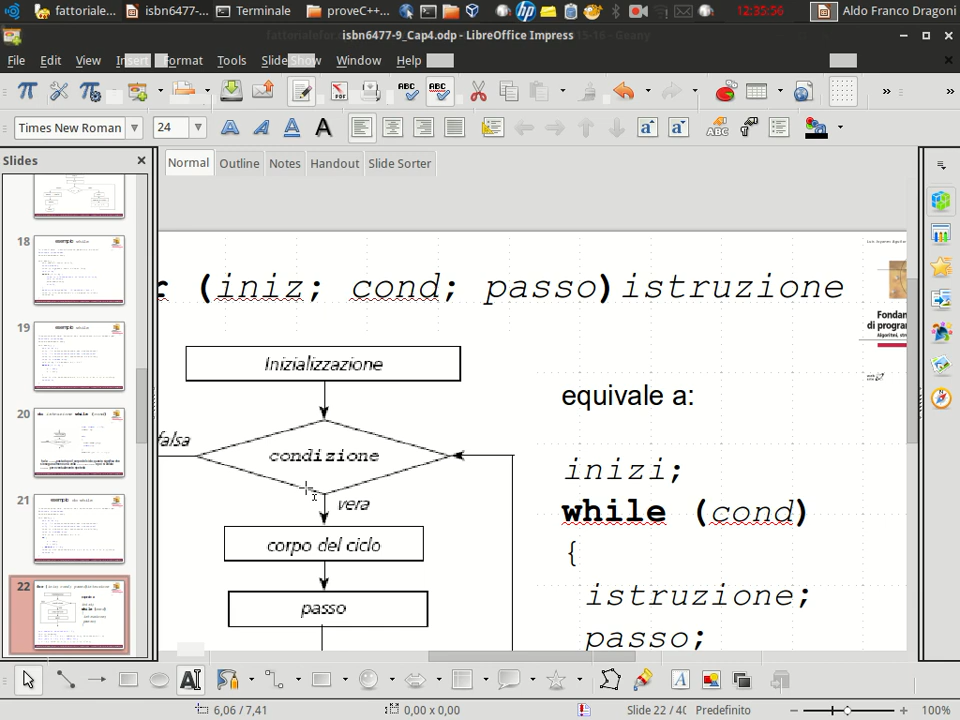 fattoriale...
isbn6477-...
Terminale
proveC++...
12:35:56
Aldo Franco Dragoni
isbn6477-9_Cap4.odp - LibreOffice Impress
File Edit View Insert Format Tools Slide Show Window Help
Times New Roman
24
Slides
Normal Outline Notes Handout Slide Sorter
18
19
20
21
22
(iniz; cond; passo)istruzione
Fondan
di progran
Inizializzazione
equivale a:
falsa
condizione
inizi;
vera
while (cond)
corpo del ciclo
{
istruzione;
passo
passo;
6,06 / 7,41
0,00 x 0,00
Slide 22 / 4(
Predefinito
100%